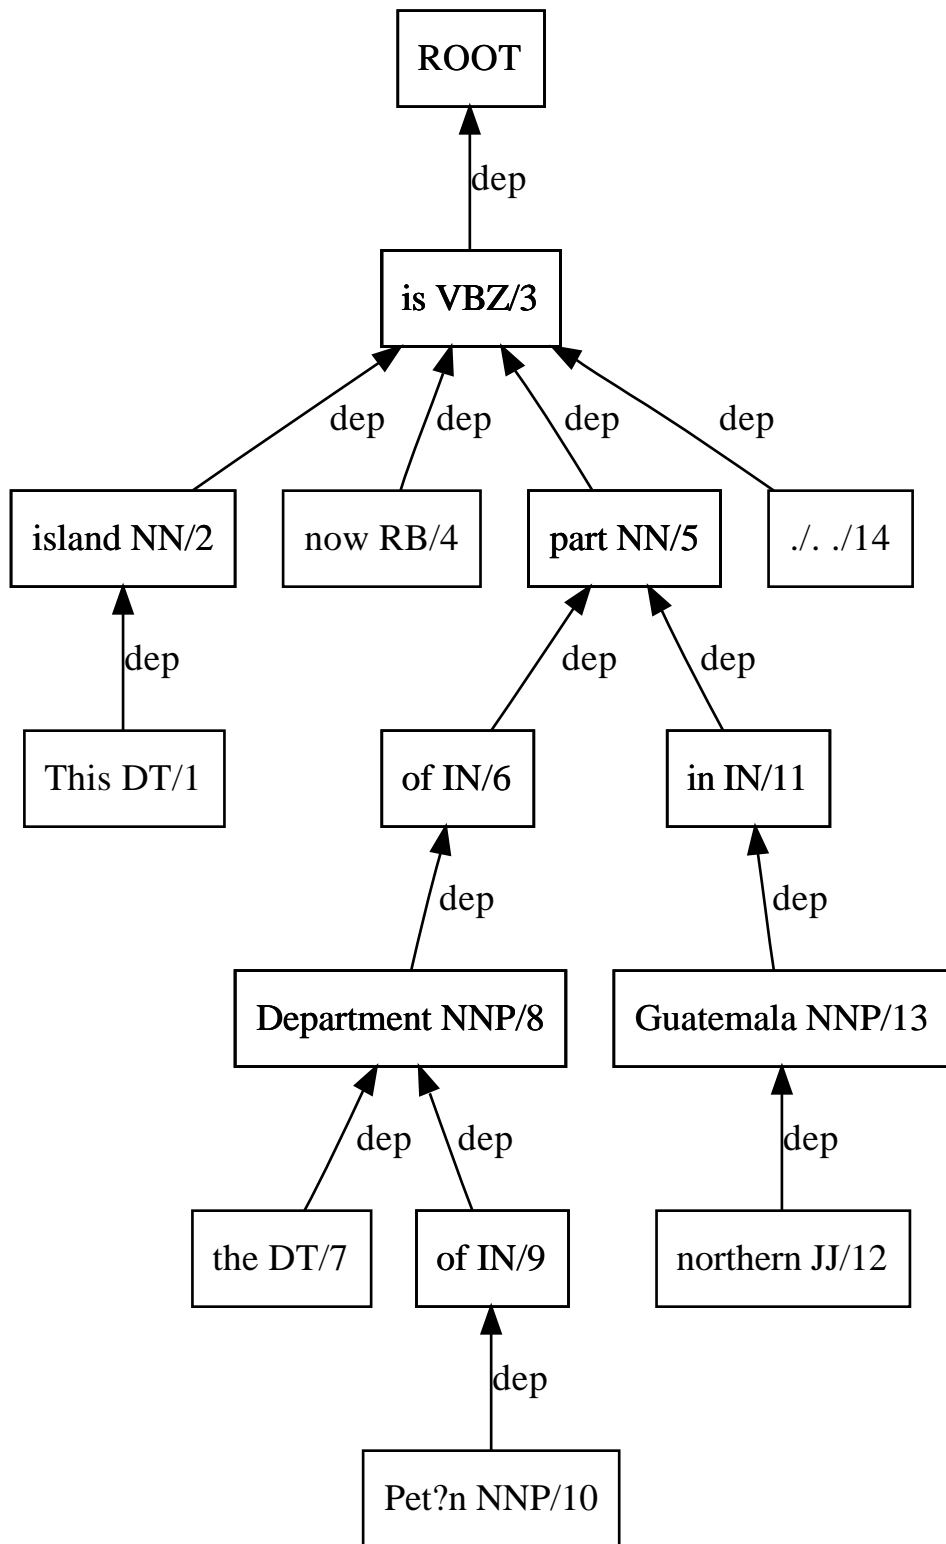 ROOT
dep
is VBZ/3
dep dep dep dep
island NN/2 now RB/4 part NN/5 ./. ./14
dep dep dep
This DT/1 of IN/6 in IN/11
dep dep
Department NNP/8 Guatemala NNP/13
dep dep dep
the DT/7 of IN/9 northern JJ/12
dep
Pet?n NNP/10